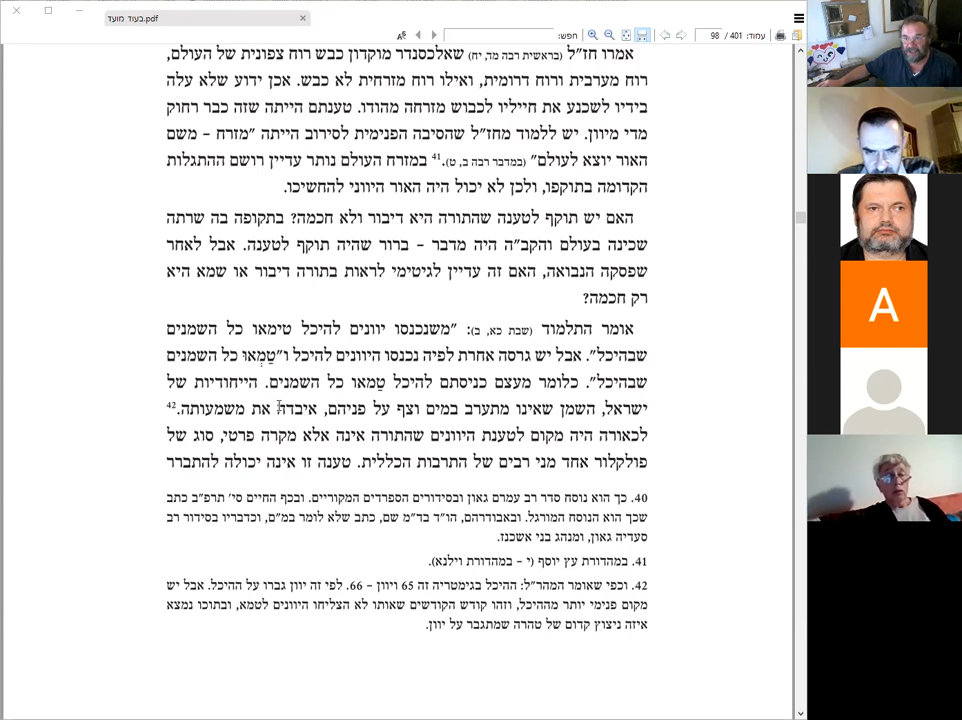 בעוד מועד.pdf
עמוד: 401 / 98
חפש:
אמרו חז״ל (בראשית רבה מד, יח) שאלכסנדר מוקדון כבש רוח צפונית של העולם,
רוח מערבית ורוח דרומית, ואילו רוח מזרחית לא כבש. אכן ידוע שלא עלה
בידיו לשכנע את חייליו לכבוש מזרחה מהודו. טענתם הייתה שזה כבר רחוק
מדי מיוון. יש ללמוד מחז״ל שהסיבה הפנימית לסירוב הייתה ״מזרח – משם
האור יוצא לעולם״ (במדבר רבה ב, ט).41 במזרח העולם נותר עדיין רושם ההתגלות
הקדומה בתוקפו, ולכן לא יכול היה האור היווני להחשיכו.
האם יש תוקף לטענה שהתורה היא דיבור ולא חכמה? בתקופה בה שרתה
שכינה בעולם והקב״ה היה מדבר – ברור שהיה תוקף לטענה. אבל לאחר
שפסקה הנבואה, האם זה עדיין לגיטימי לראות בתורה דיבור או שמא היא
רק חכמה?
אומר התלמוד (שבת כא, ב): ״משנכנסו יוונים להיכל טימאו כל השמנים
שבהיכל״. אבל יש גרסה אחרת לפיה נכנסו היוונים להיכל ו״טַמְאוּ כל השמנים
שבהיכל״. כלומר מעצם כניסתם להיכל טַמאו כל השמנים. הייחודיות של
ישראל, השמן שאינו מתערב במים וצף על פניהם, איבדה את משמעותה.42
לכאורה היה מקום לטענת היוונים שהתורה אינה אלא מקרה פרטי, סוג של
פולקלור אחד מני רבים של התרבות הכללית. טענה זו אינה יכולה להתברר
40. כך הוא נוסח סדר רב עמרם גאון ובסידורים הספרדים המקוריים. ובכף החיים סי׳ תרפ״ב כתב
שכך הוא הנוסח המורגל. ובאבודרהם, הו״ד בד״מ שם, כתב שלא לומר במ״ם, וכדבריו בסידור רב
סעדיה גאון, ומנהג בני אשכנז.
41. במהדורת עץ יוסף (י – במהדורת וילנא).
42. וכפי שאומר המהר״ל: ההיכל בגימטריה זה 65 ויוון – 66. לפי זה יוון גברו על ההיכל. אבל יש
מקום פנימי יותר מההיכל, וזהו קודש הקודשים שאותו לא הצליחו היוונים לטמא, ובתוכו נמצא
איזה ניצוץ קדום של טהרה שמתגבר על יוון.
A